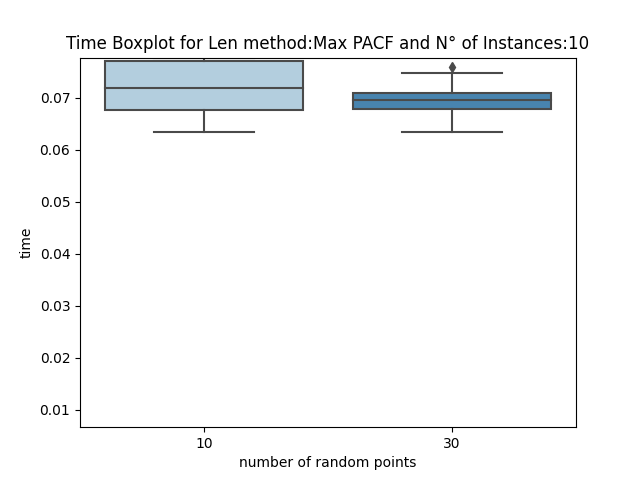 Time Boxplot for Len method:Max PACF and N° of Instances:10
0.07
0.06
0.05
0.04
0.03
0.02
0.01
time
10 30
number of random points